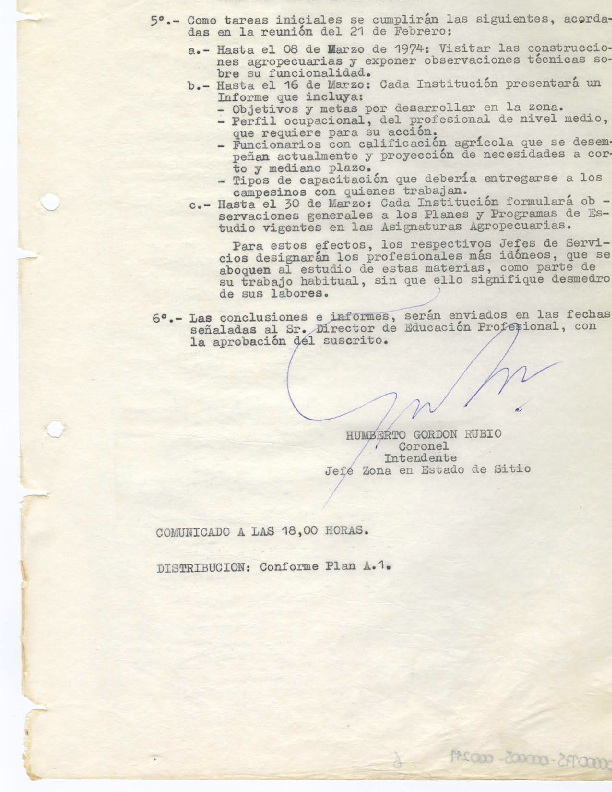 5º.- Como tareas iniciales se cumplirán las siguientes, acorda-
das en la reunión del 21 de Febrero:
a.- Hasta el 08 de Marzo de 1974: Visitar las construccio-
nes agropecuarias y exponer observaciones técnicas so-
bre su funcionalidad.
b.- Hasta el 16 de Marzo: Cada Institución presentará un
Informe que incluya:
- Objetivos y metas por desarrollar en la zona.
- Perfil ocupacional, del profesional de nivel medio,
que requiere para su acción.
- Funcionarios con calificación agrícola que se desem-
peñan actualmente y proyección de necesidades a cor-
to y mediano plazo.
- Tipos de capacitación que debería entregarse a los
campesinos con quienes trabajan.
c.- Hasta el 30 de Marzo: Cada Institución formulará ob -
servaciones generales a los Planes y Programas de Es-
tudio vigentes en las Asignaturas Agropecuarias.
Para estos efectos, los respectivos Jefes de Servi-
cios designarán los profesionales más idóneos, que se
aboquen al estudio de estas materias, como parte de
su trabajo habitual, sin que ello signifique desmedro
de sus labores.
6º.- Las conclusiones e informes, serán enviados en las fechas
señaladas al Sr. Director de Educación Profesional, con
la aprobación del suscrito.
HUMBERTO GORDON RUBIO
Coronel
Intendente
Jefe Zona en Estado de Sitio
COMUNICADO A LAS 18,00 HORAS.
DISTRIBUCION: Conforme Plan A.1.